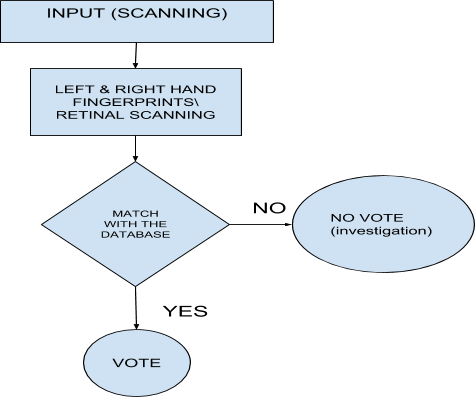 INPUT (SCANNING)
LEFT & RIGHT HAND
FINGERPRINTS\
RETINAL SCANNING
MATCH
WITH THE
DATABASE
NO
NO VOTE
(investigation)
YES
VOTE